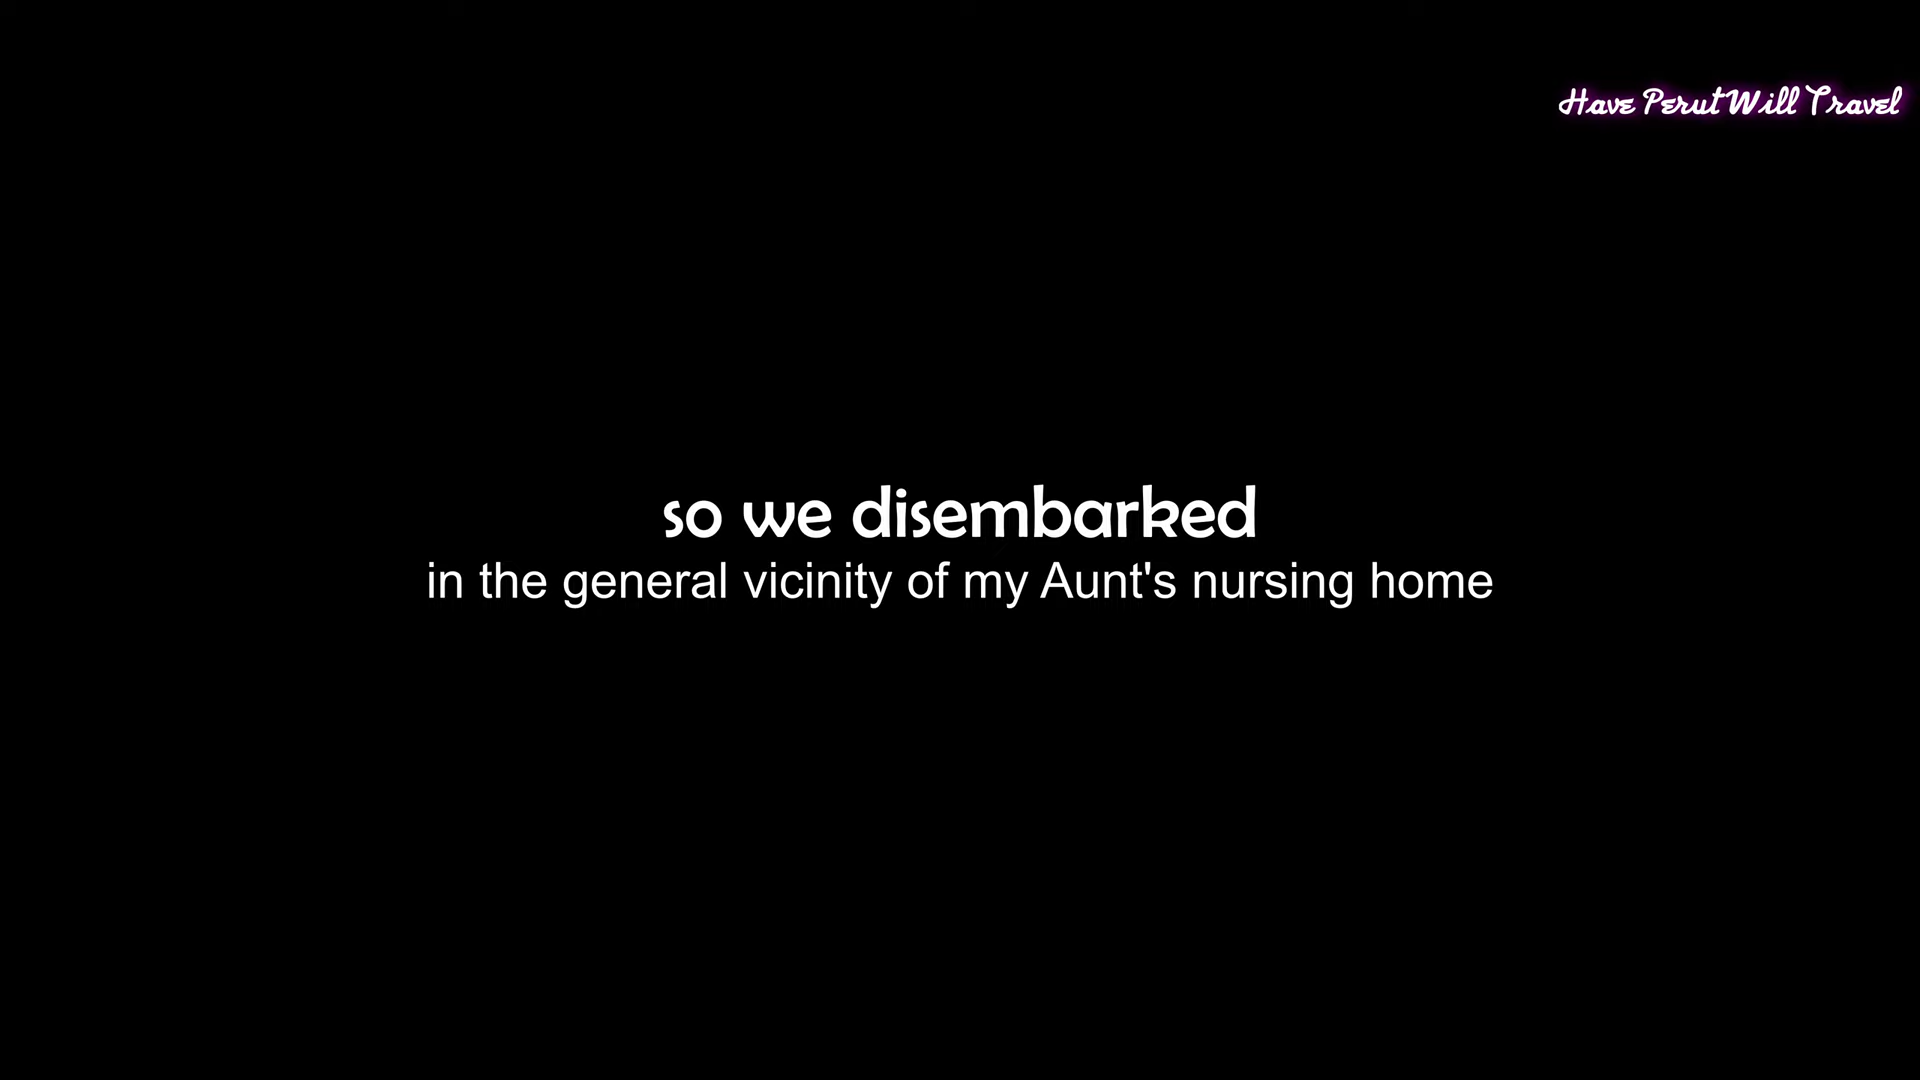 Have Perut Will Travel
so we disembarked
in the general vicinity of my Aunt's nursing home